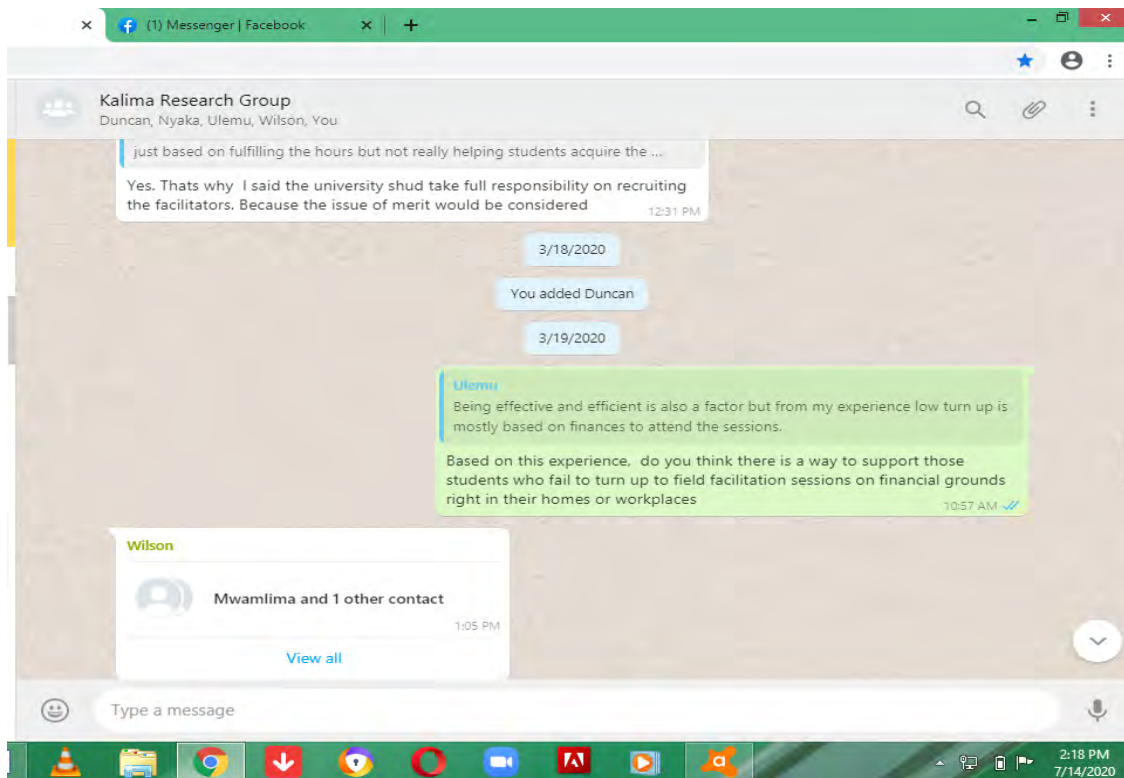 (1) Messenger | Facebook
Kalima Research Group
Duncan, Nyaka, Ulemu, Wilson, You
just based on fulfilling the hours but not really helping students acquire the ...
Yes. Thats why I said the university shud take full responsibility on recruiting
the facilitators. Because the issue of merit would be considered
12:31 PM
3/18/2020
You added Duncan
3/19/2020
Ulemu
Being effective and efficient is also a factor but from my experience low turn up is
mostly based on finances to attend the sessions.
Based on this experience, do you think there is a way to support those
students who fail to turn up to field facilitation sessions on financial grounds
right in their homes or workplaces
10:57 AM
Wilson
Mwamlima and 1 other contact
1:05 PM
View all
Type a message
2:18 PM
7/14/2020